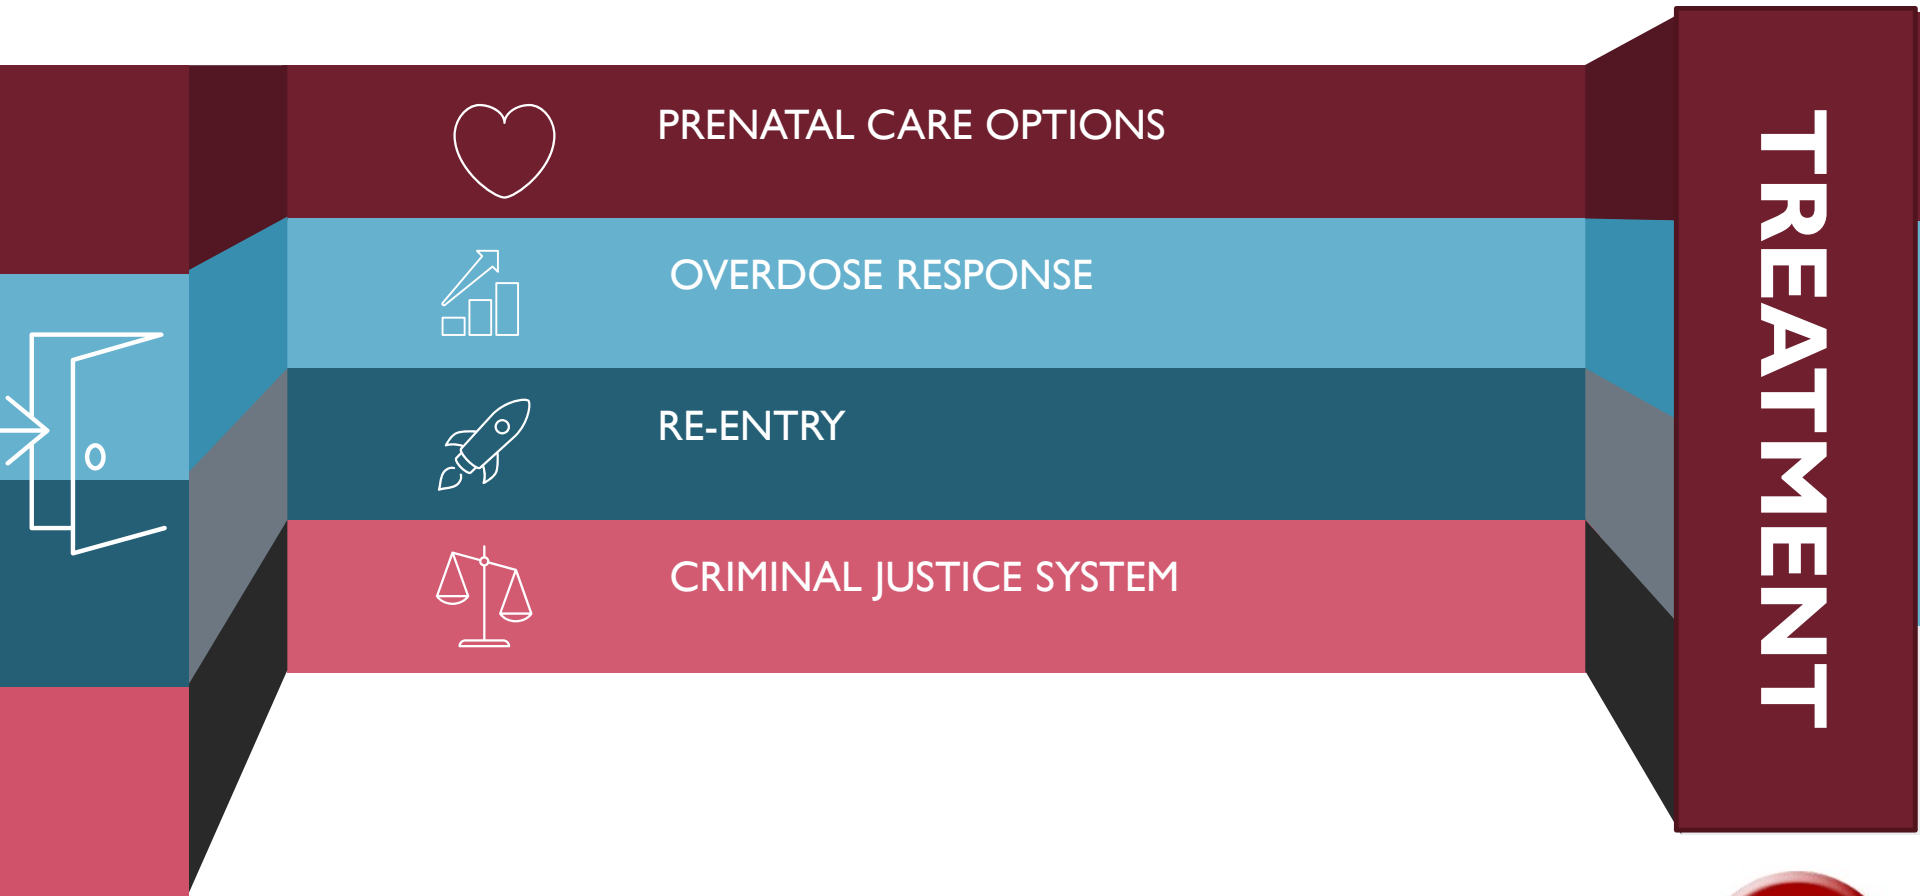 PRENATAL CARE OPTIONS
OVERDOSE RESPONSE
RE-ENTRY
CRIMINAL JUSTICE SYSTEM
TREATMENT